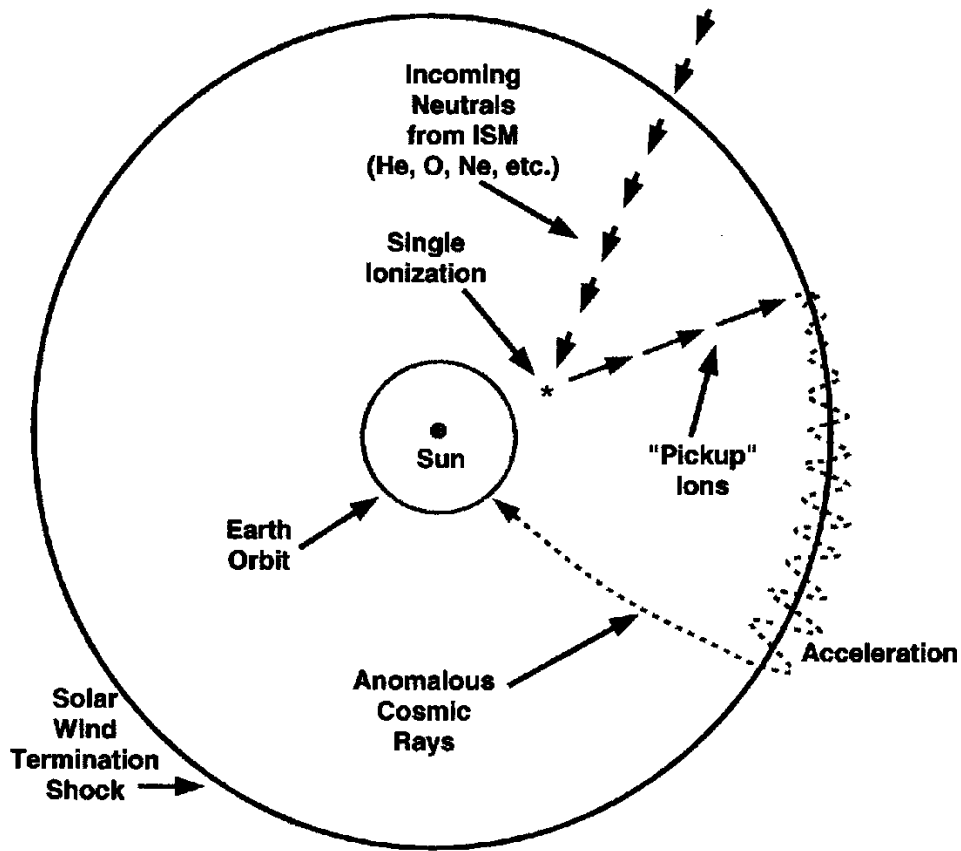 Incoming
Neutrals
from ISM
(He, O, Ne, etc.)
Single
Ionization
*
Sun
"Pickup"
Ions
Earth
Orbit
Acceleration
Anomalous
Cosmic
Rays
Solar
Wind
Termination
Shock